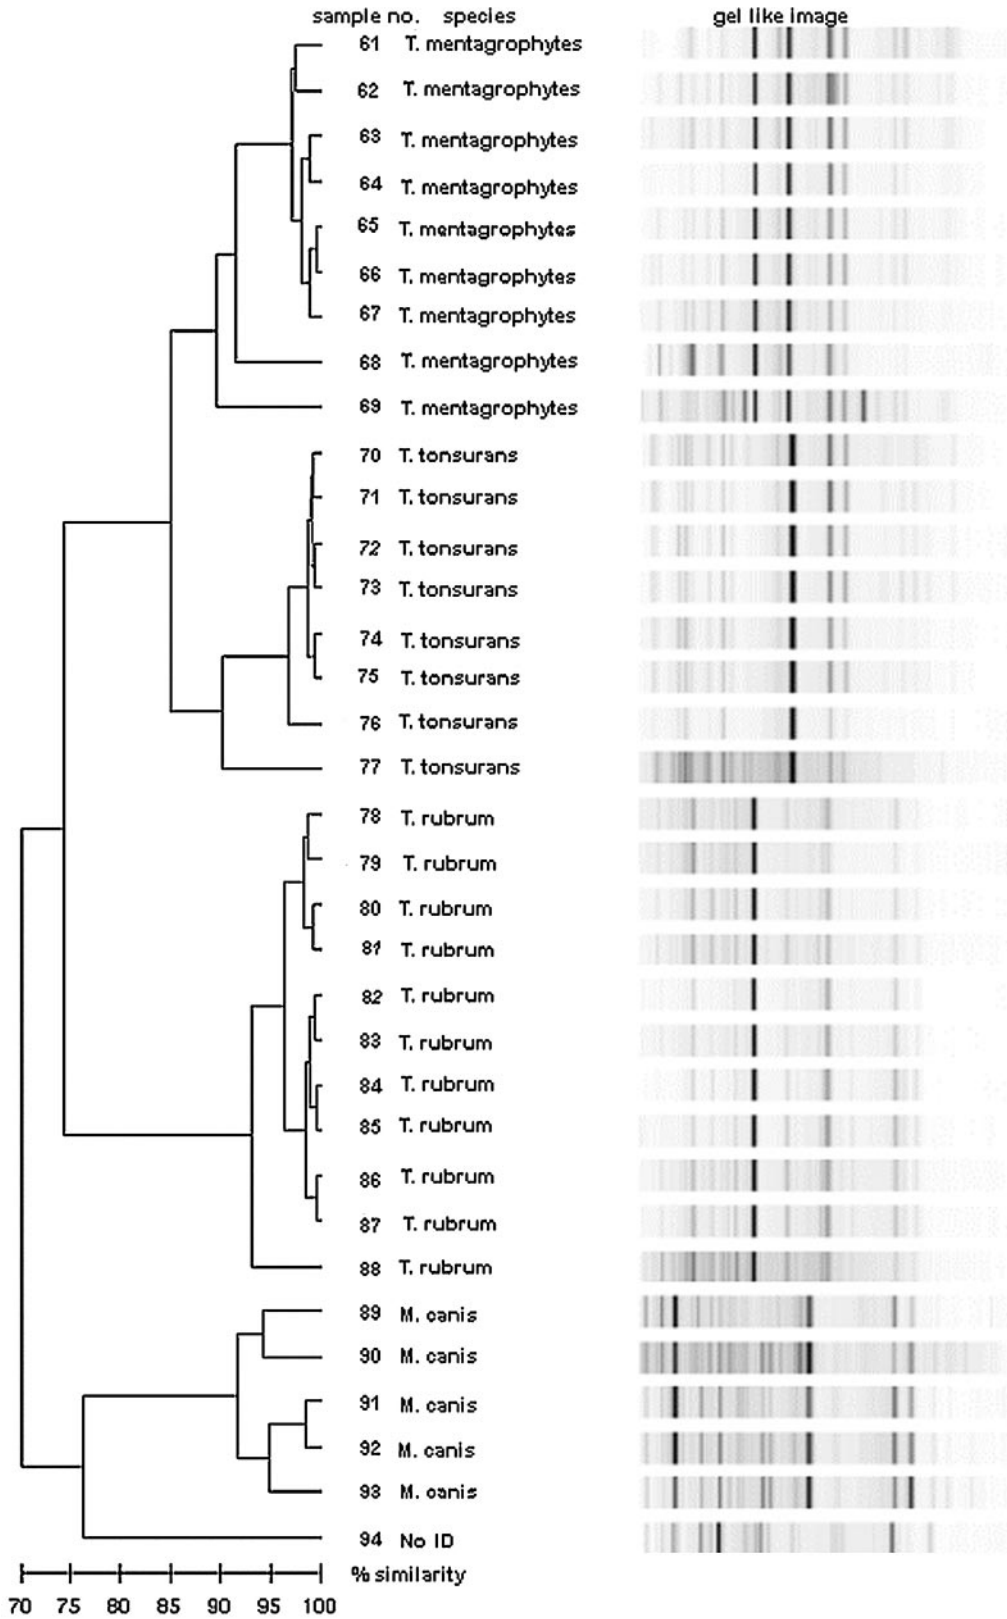 sample no. species gel like image
61 T. mentagrophytes
62 T. mentagrophytes
63 T. mentagrophytes
64 T. mentagrophytes
65 T. mentagrophytes
66 T. mentagrophytes
67 T. mentagrophytes
68 T. mentagrophytes
69 T. mentagrophytes
70 T. tonsurans
71 T. tonsurans
72 T. tonsurans
73 T. tonsurans
74 T. tonsurans
75 T. tonsurans
76 T. tonsurans
77 T. tonsurans
78 T. rubrum
79 T. rubrum
80 T. rubrum
81 T. rubrum
82 T. rubrum
83 T. rubrum
84 T. rubrum
85 T. rubrum
86 T. rubrum
87 T. rubrum
88 T. rubrum
89 M. canis
90 M. canis
91 M. canis
92 M. canis
93 M. canis
94 No ID
% similarity
70 75 80 85 90 95 100